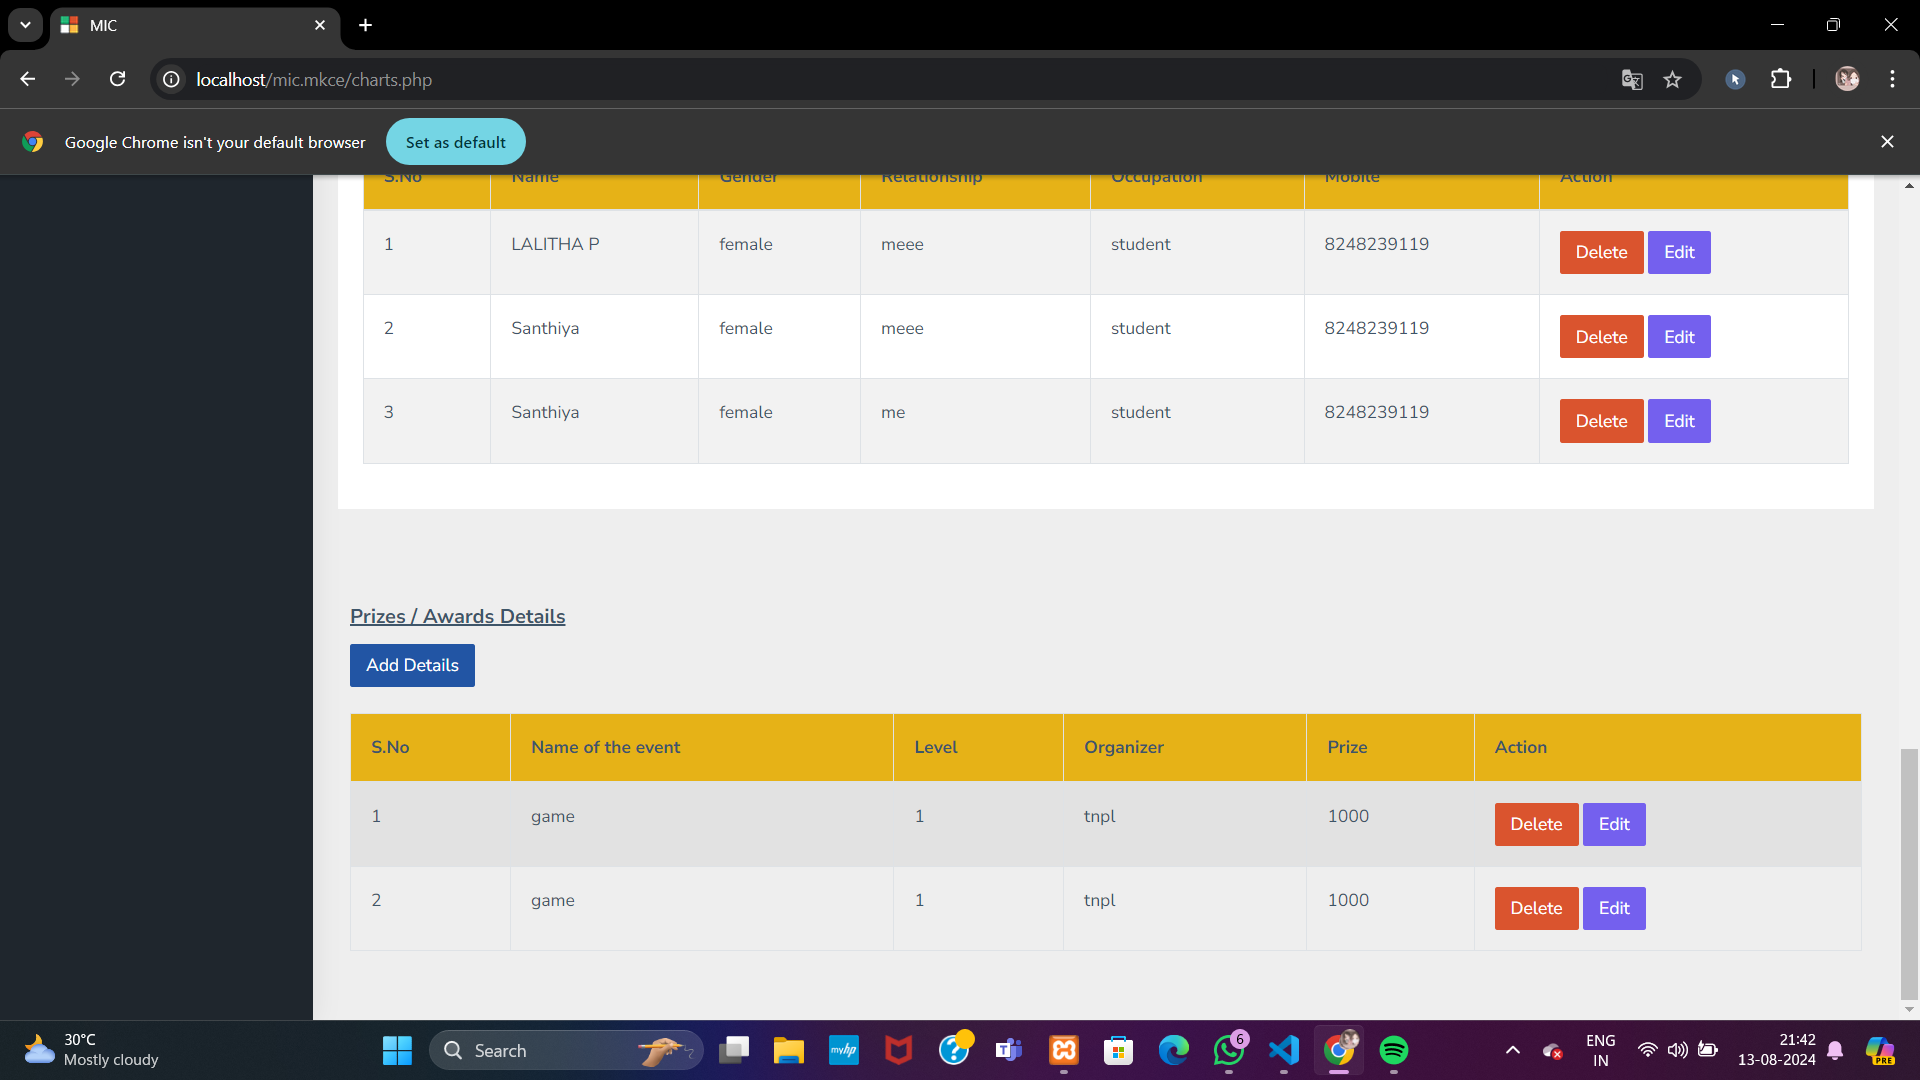 MIC
localhost/mic.mkce/charts.php
Google Chrome isn't your default browser Set as default
S.No Name Gender Relationship Occupation Mobile Action
1 LALITHA P female meee student 8248239119 Delete Edit
2 Santhiya female meee student 8248239119 Delete Edit
3 Santhiya female me student 8248239119 Delete Edit
Prizes / Awards Details
Add Details
S.No Name of the event Level Organizer Prize Action
1 game 1 tnpl 1000 Delete Edit
2 game 1 tnpl 1000 Delete Edit
30°C
Mostly cloudy
Search
myhp
6
ENG
IN
21:42
13-08-2024
PRE